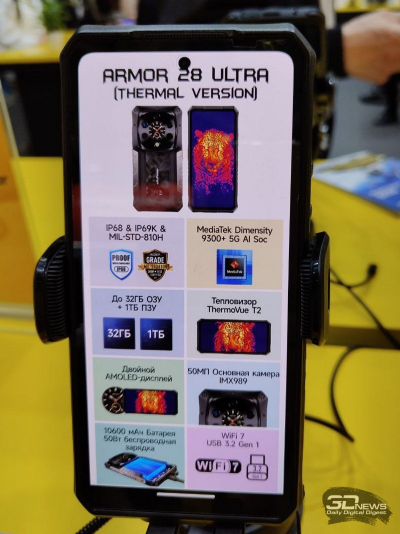 ARMOR 28 ULTRA
(THERMAL VERSION)
IP68 & IP69K &
MIL-STD-810H
PROOF
IP68
GRADE
MediaTek Dimensity
9300+ 5G AI Soc
MediaTek
До 32ГБ ОЗУ
+ 1ТБ ПЗУ
32ГБ
1ТБ
Тепловизор
ThermoVue T2
Двойной
AMOLED-дисплей
50МП Основная камера
IMX989
10600 мАч Батарея
50Вт беспроводная
зарядка
WiFi 7
USB 3.2 Gen 1
WiFi 7
3.2
3DNEWS
Daily Digital Digest